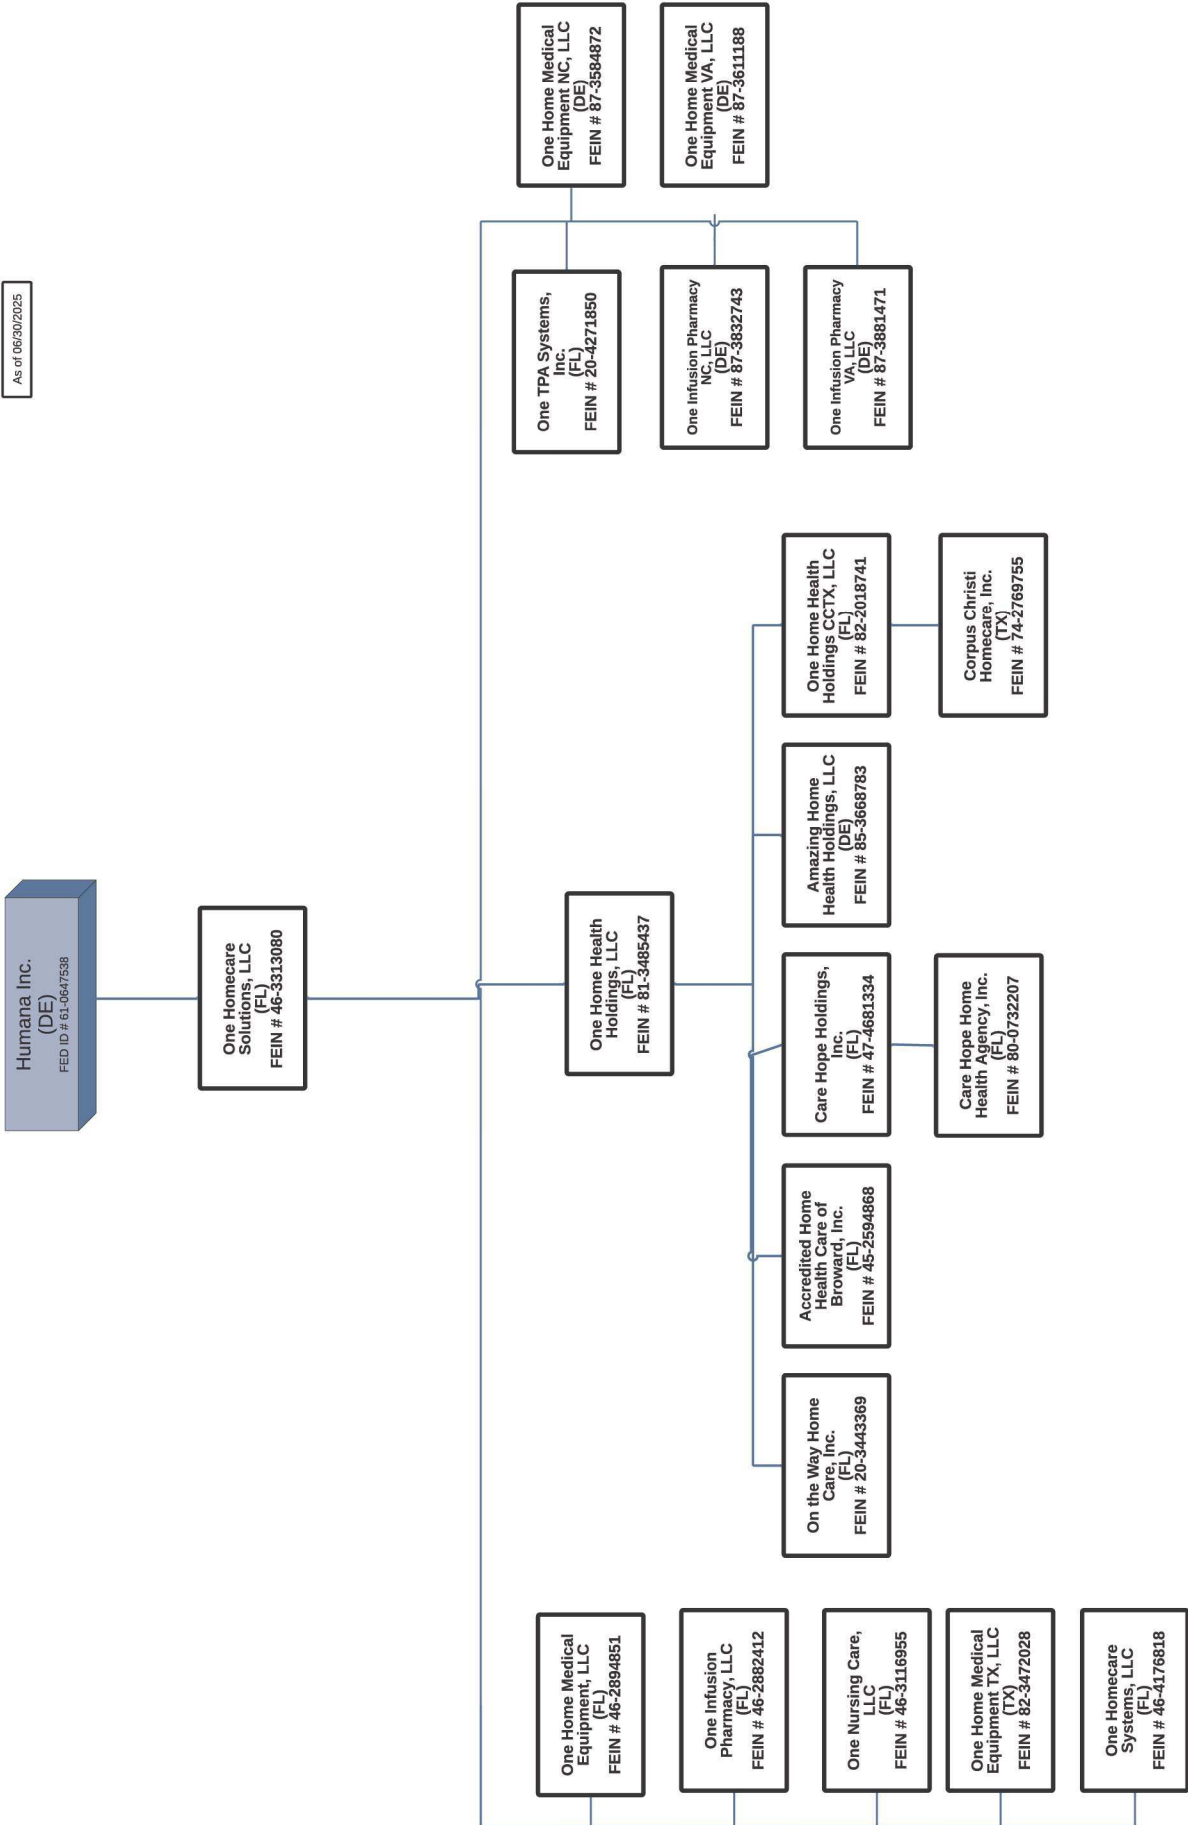 As of 06/30/2025
Humana Inc.
(DE)
FED ID # 61-0647538
One Homecare
Solutions, LLC
(FL)
FEIN # 46-3313080
One Home Medical
Equipment, LLC
(FL)
FEIN # 46-2894851
One Infusion
Pharmacy, LLC
(FL)
FEIN # 46-2882412
One Nursing Care,
LLC
(FL)
FEIN # 46-3116955
One Home Medical
Equipment TX, LLC
(TX)
FEIN # 82-3472028
One Homecare
Systems, LLC
(FL)
FEIN # 46-4176818
One Home Health
Holdings, LLC
(FL)
FEIN # 81-3485437
On the Way Home
Care, Inc.
(FL)
FEIN # 20-3443369
Accredited Home
Health Care of
Broward, Inc.
(FL)
FEIN # 45-2594868
Care Hope Holdings,
Inc.
(FL)
FEIN # 47-4681334
Care Hope Home
Health Agency, Inc.
(FL)
FEIN # 80-0732207
Amazing Home
Health Holdings, LLC
(DE)
FEIN # 85-3668783
One Home Health
Holdings CCTX, LLC
(FL)
FEIN # 82-2018741
Corpus Christi
Homecare, Inc.
(TX)
FEIN # 74-2769755
One TPA Systems,
Inc.
(FL)
FEIN # 20-4271850
One Infusion Pharmacy
NC, LLC
(DE)
FEIN # 87-3832743
One Infusion Pharmacy
VA, LLC
(DE)
FEIN # 87-3881471
One Home Medical
Equipment NC, LLC
(DE)
FEIN # 87-3584872
One Home Medical
Equipment VA, LLC
(DE)
FEIN # 87-3611188